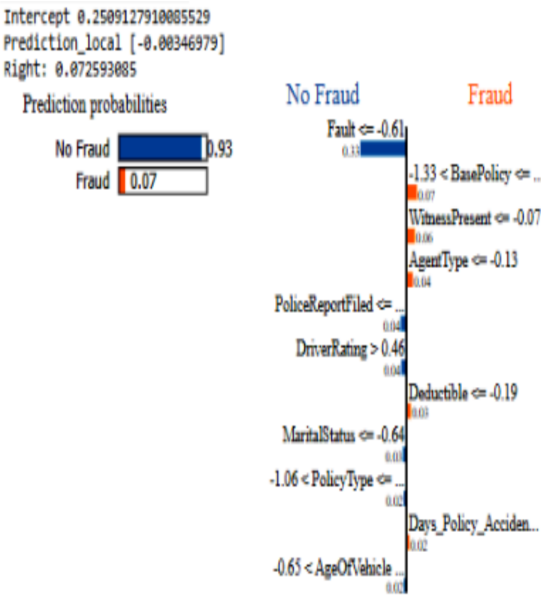 Intercept 0.2509127910085529
Prediction_local [-0.00346979]
Right: 0.072593085
Prediction probabilities
No Fraud 0.93
Fraud 0.07
No Fraud Fraud
Fault <= -0.61
0.33
-1.33 < BasePolicy <= ...
0.07
WitnessPresent <= -0.07
0.06
AgentType <= -0.13
0.04
PoliceReportFiled <= ...
0.04
DriverRating > 0.46
0.04
Deductible <= -0.19
0.03
MaritalStatus <= -0.64
0.03
-1.06 < PolicyType <= ...
0.02
Days_Policy_Acciden...
0.02
-0.65 < AgeOfVehicle ...
0.02